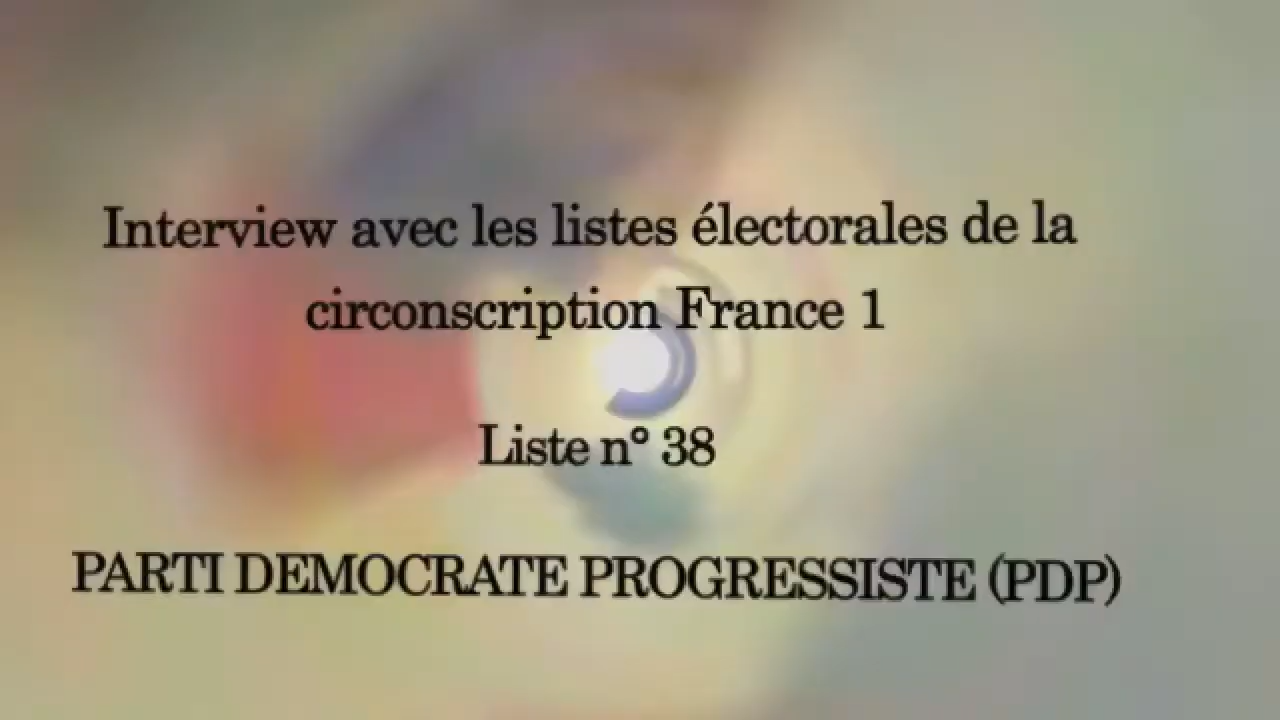 Interview avec les listes électorales de la
circonscription France 1
Liste n° 38
PARTI DEMOCRATE PROGRESSISTE (PDP)